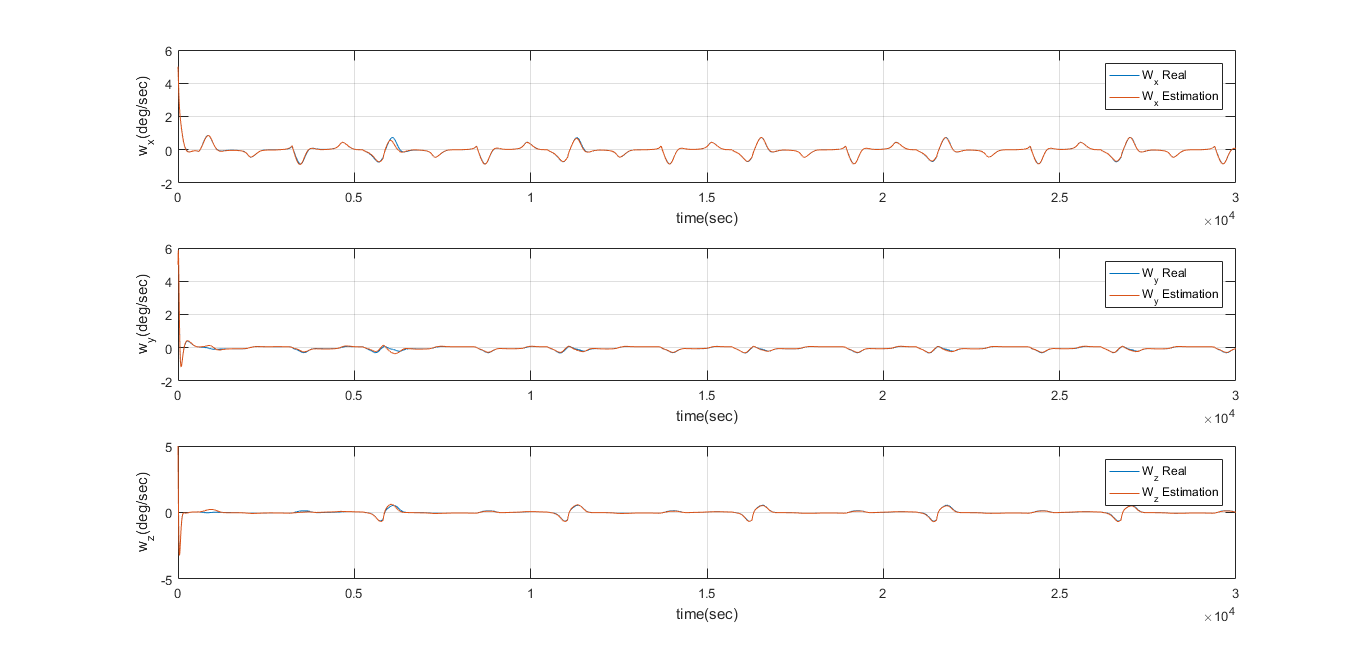 6
4
2
0
-2
w_x(deg/sec)
W_x Real
W_x Estimation
0 0.5 1 1.5 2 2.5 3
time(sec)
×10^4
6
4
2
0
-2
w_y(deg/sec)
W_y Real
W_y Estimation
0 0.5 1 1.5 2 2.5 3
time(sec)
×10^4
5
0
-5
w_z(deg/sec)
W_z Real
W_z Estimation
0 0.5 1 1.5 2 2.5 3
time(sec)
×10^4